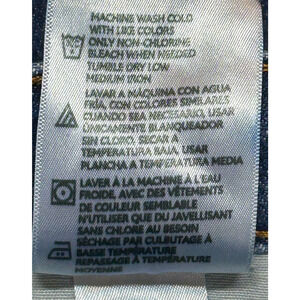 MACHINE WASH COLD
WITH LIKE COLORS
ONLY NON-CHLORINE
BLEACH WHEN NEEDED
TUMBLE DRY LOW
MEDIUM IRON
LAVAR A MÁQUINA CON AGUA
FRÍA, CON COLORES SIMILARES
CUANDO SEA NECESARIO, USAR
ÚNICAMENTE BLANQUEADOR
SIN CLORO, SECAR A
TEMPERATURA BAJA, USAR
PLANCHA A TEMPERATURA MEDIA
LAVER À LA MACHINE À L'EAU
FROIDE, AVEC DES VÊTEMENTS
DE COULEUR SEMBLABLE
N'UTILISER QUE DU JAVELLISANT
SANS CHLORE AU BESOIN
SÉCHAGE PAR CULBUTAGE À
BASSE TEMPÉRATURE
REPASSAGE À TEMPÉRATURE
MOYENNE